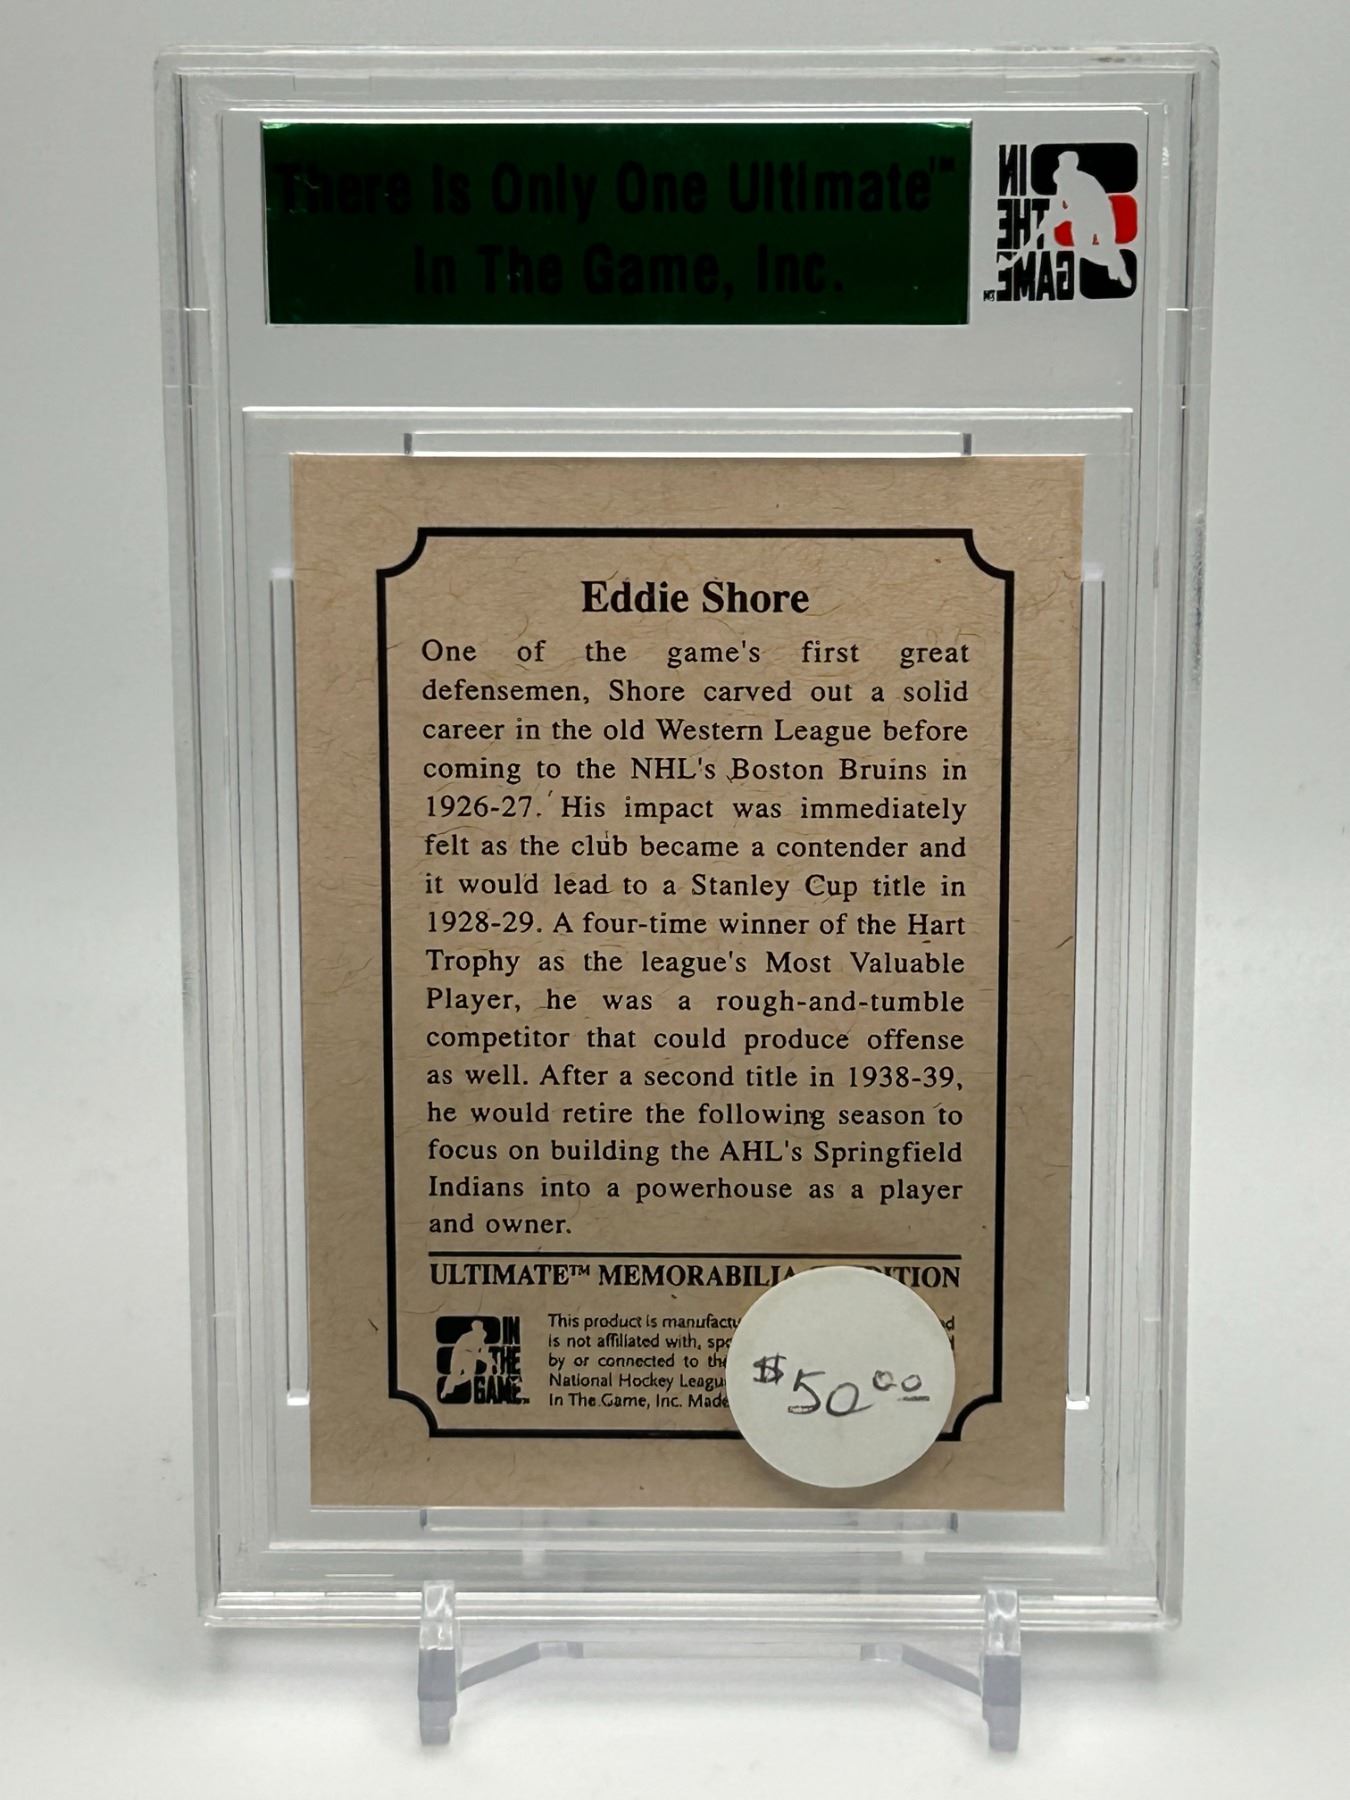 There Is Only One Ultimate™
In The Game, Inc.
IN
THE
GAME™
Eddie Shore
One of the game's first great
defensemen, Shore carved out a solid
career in the old Western League before
coming to the NHL's Boston Bruins in
1926-27. His impact was immediately
felt as the club became a contender and
it would lead to a Stanley Cup title in
1928-29. A four-time winner of the Hart
Trophy as the league's Most Valuable
Player, he was a rough-and-tumble
competitor that could produce offense
as well. After a second title in 1938-39,
he would retire the following season to
focus on building the AHL's Springfield
Indians into a powerhouse as a player
and owner.
ULTIMATE™ MEMORABILIA
This product is manufactu
is not affiliated with, spo
by or connected to the
National Hockey Leagu
In The Game, Inc. Made
IN
THE
GAME™
$50.00